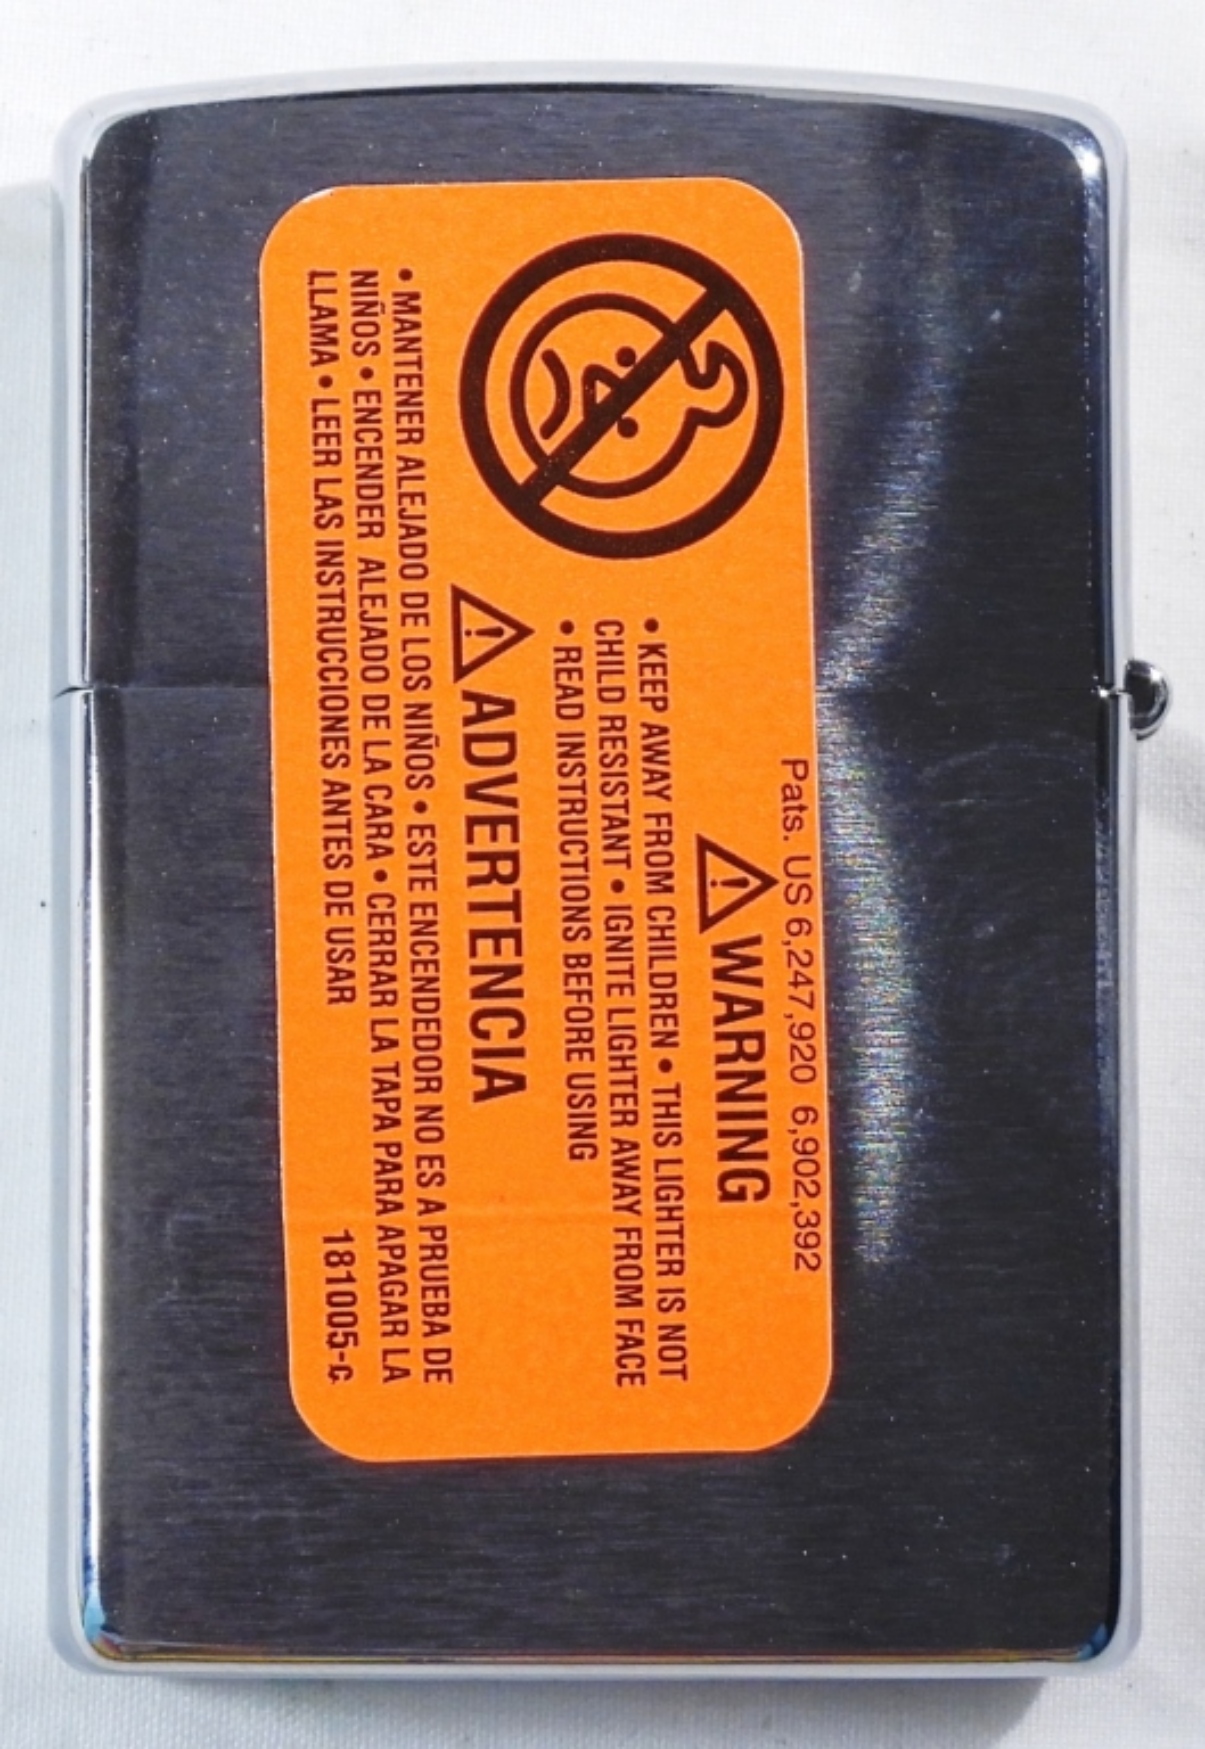 Pats. US 6,247,920 6,902,392
WARNING
• KEEP AWAY FROM CHILDREN • THIS LIGHTER IS NOT
CHILD RESISTANT • IGNITE LIGHTER AWAY FROM FACE
• READ INSTRUCTIONS BEFORE USING
ADVERTENCIA
• MANTENER ALEJADO DE LOS NIÑOS • ESTE ENCENDEDOR NO ES A PRUEBA DE
NIÑOS • ENCENDER ALEJADO DE LA CARA • CERRAR LA TAPA PARA APAGAR LA
LLAMA • LEER LAS INSTRUCCIONES ANTES DE USAR 181005-C